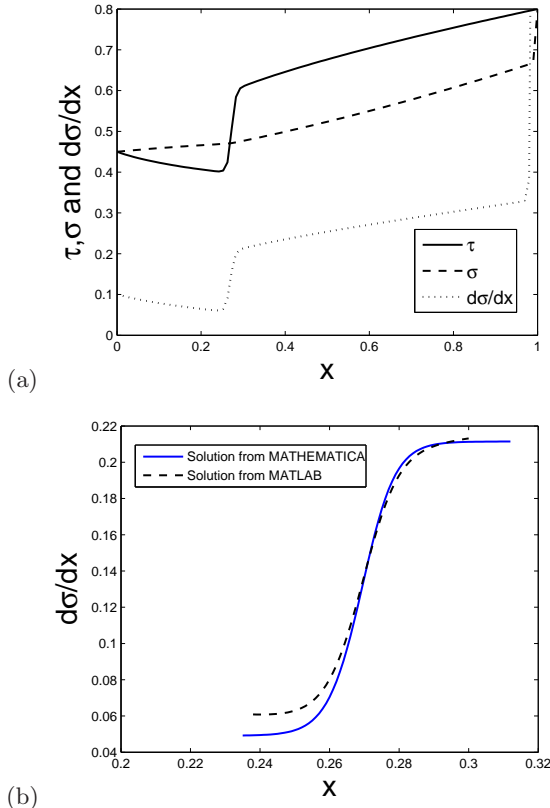 0.8
0.7
0.6
0.5
0.4
0.3
0.2
0.1
0
τ,σ and dσ/dx
τ
σ
dσ/dx
0 0.2 0.4 0.6 0.8 1
x
(a)
0.22
0.2
0.18
0.16
0.14
0.12
0.1
0.08
0.06
0.04
dσ/dx
Solution from MATHEMATICA
Solution from MATLAB
0.2 0.22 0.24 0.26 0.28 0.3 0.32
x
(b)